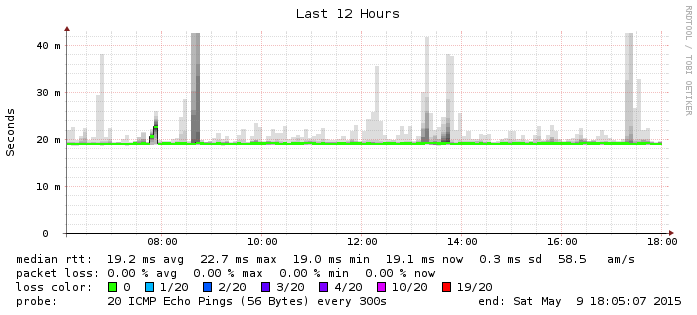 Last 12 Hours
RRDTOOL / TOBI OETIKER
Seconds
40 m
30 m
20 m
10 m
0
08:00 10:00 12:00 14:00 16:00 18:00
median rtt: 19.2 ms avg 22.7 ms max 19.0 ms min 19.1 ms now 0.3 ms sd 58.5 am/s
packet loss: 0.00 % avg 0.00 % max 0.00 % min 0.00 % now
loss color: 0 1/20 2/20 3/20 4/20 10/20 19/20
probe: 20 ICMP Echo Pings (56 Bytes) every 300s end: Sat May 9 18:05:07 2015